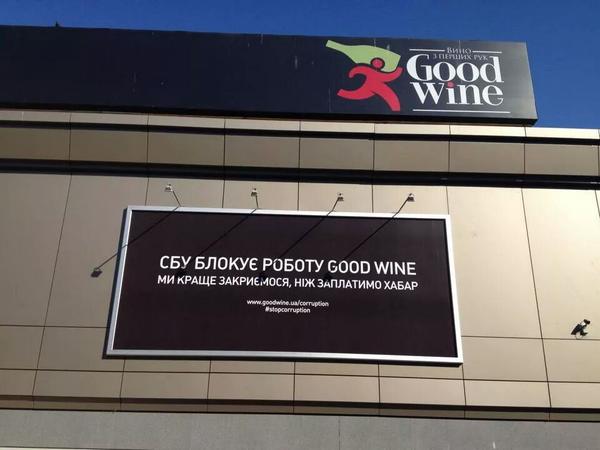 Вино
з перших рук
Good
Wine
СБУ БЛОКУЄ РОБОТУ GOOD WINE
МИ КРАЩЕ ЗАКРИЄМОСЯ, НІЖ ЗАПЛАТИМО ХАБАР
www.goodwine.ua/corruption
#stopcorruption